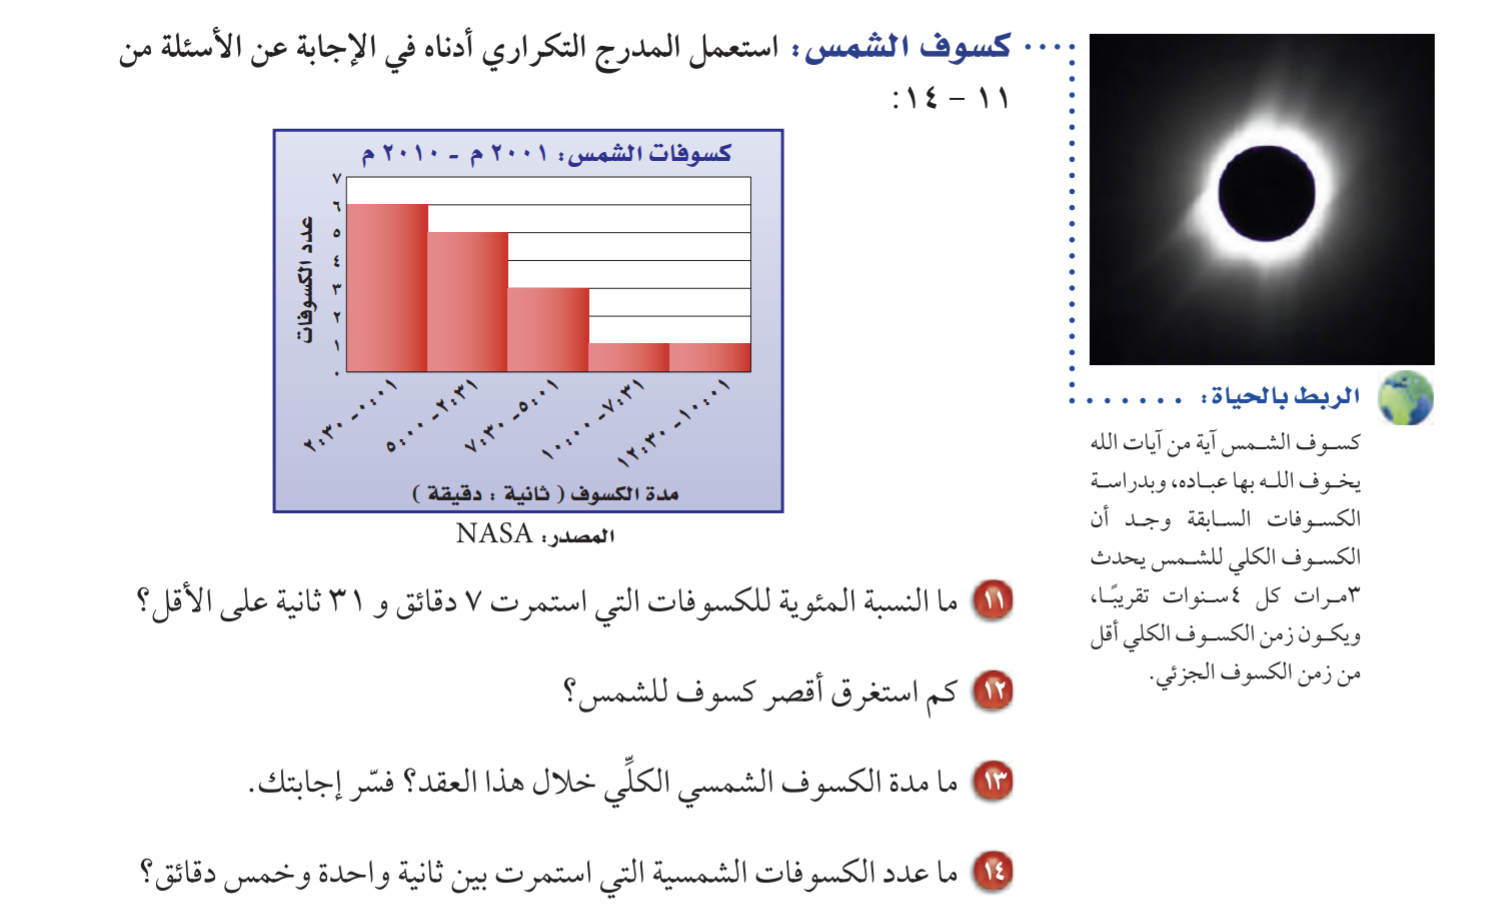 كسوف الشمس: استعمل المدرج التكراري أدناه في الإجابة عن الأسئلة من
١١ – ١٤:
كسوفات الشمس: ٢٠٠١ م - ٢٠١٠ م
عدد الكسوفات
٧
٦
٥
٤
٣
٢
١
٠
٠:٠١ - ٢:٣٠
٢:٣١ - ٥:٠٠
٥:٠١ - ٧:٣٠
٧:٣١ - ١٠:٠٠
١٠:٠١ - ١٢:٣٠
مدة الكسوف ( ثانية : دقيقة )
المصدر: NASA
١١ ما النسبة المئوية للكسوفات التي استمرت ٧ دقائق و ٣١ ثانية على الأقل؟
١٢ كم استغرق أقصر كسوف للشمس؟
١٣ ما مدة الكسوف الشمسي الكلِّي خلال هذا العقد؟ فسّر إجابتك.
١٤ ما عدد الكسوفات الشمسية التي استمرت بين ثانية واحدة وخمس دقائق؟
الربط بالحياة:
كسوف الشمس آية من آيات الله
يخوف الله بها عباده، وبدراسة
الكسوفات السابقة وجد أن
الكسوف الكلي للشمس يحدث
٣مرات كل ٤سنوات تقريبًا،
ويكون زمن الكسوف الكلي أقل
من زمن الكسوف الجزئي.